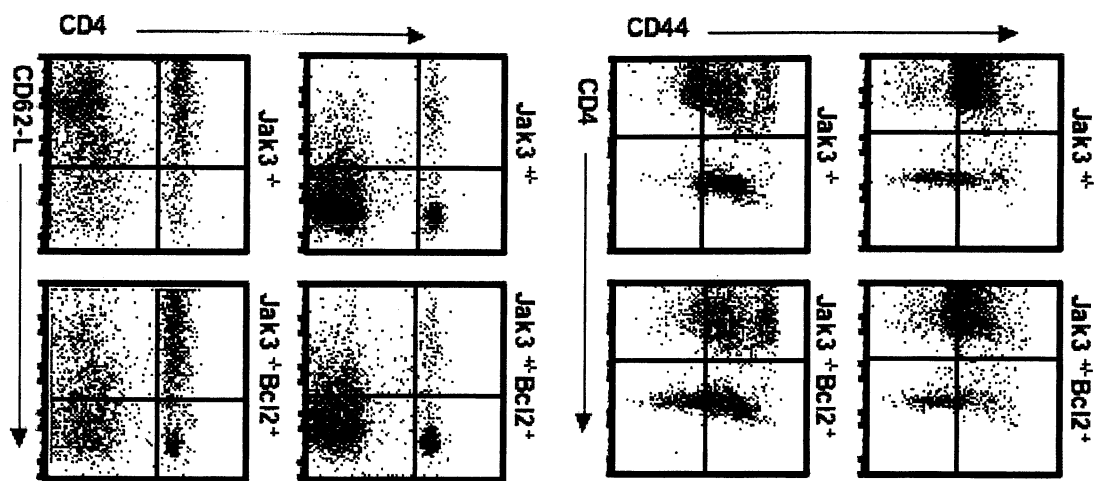 CD4
CD44
CD62-L
Jak3⁺
Jak3⁺⁄
CD4
Jak3⁺
Jak3⁺⁄
Jak3⁺Bcl2⁺
Jak3⁺⁄Bcl2⁺
Jak3⁺Bcl2⁺
Jak3⁺⁄Bcl2⁺